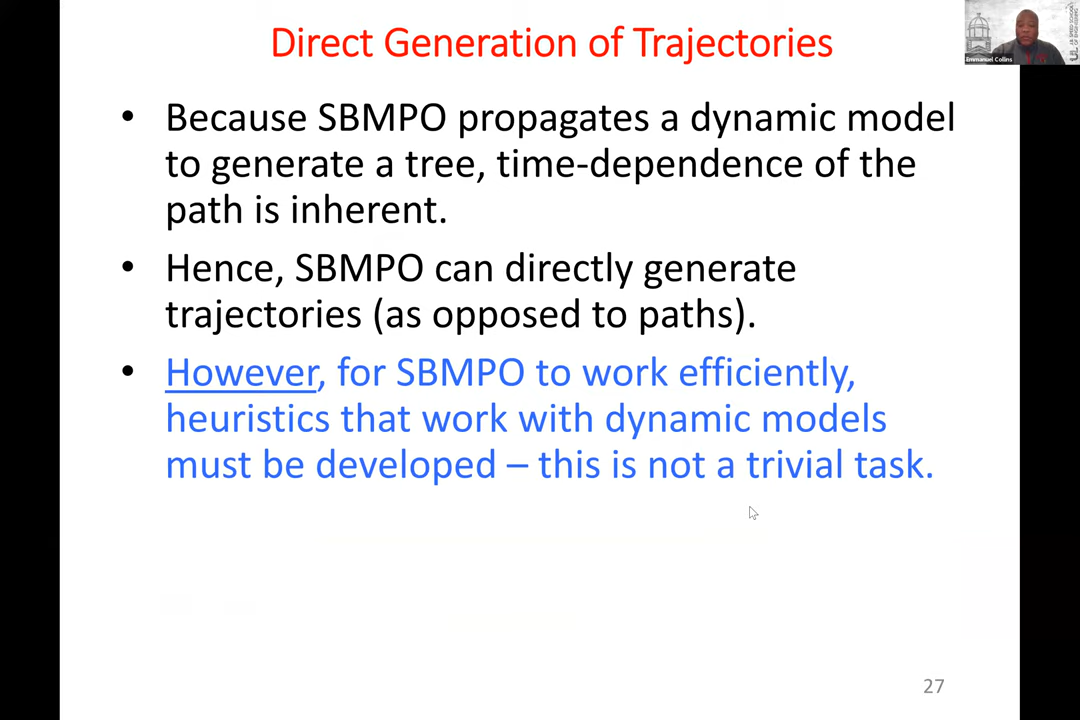 Direct Generation of Trajectories
Emmanuel Collins
• Because SBMPO propagates a dynamic model
to generate a tree, time-dependence of the
path is inherent.
• Hence, SBMPO can directly generate
trajectories (as opposed to paths).
• However, for SBMPO to work efficiently,
heuristics that work with dynamic models
must be developed – this is not a trivial task.
27